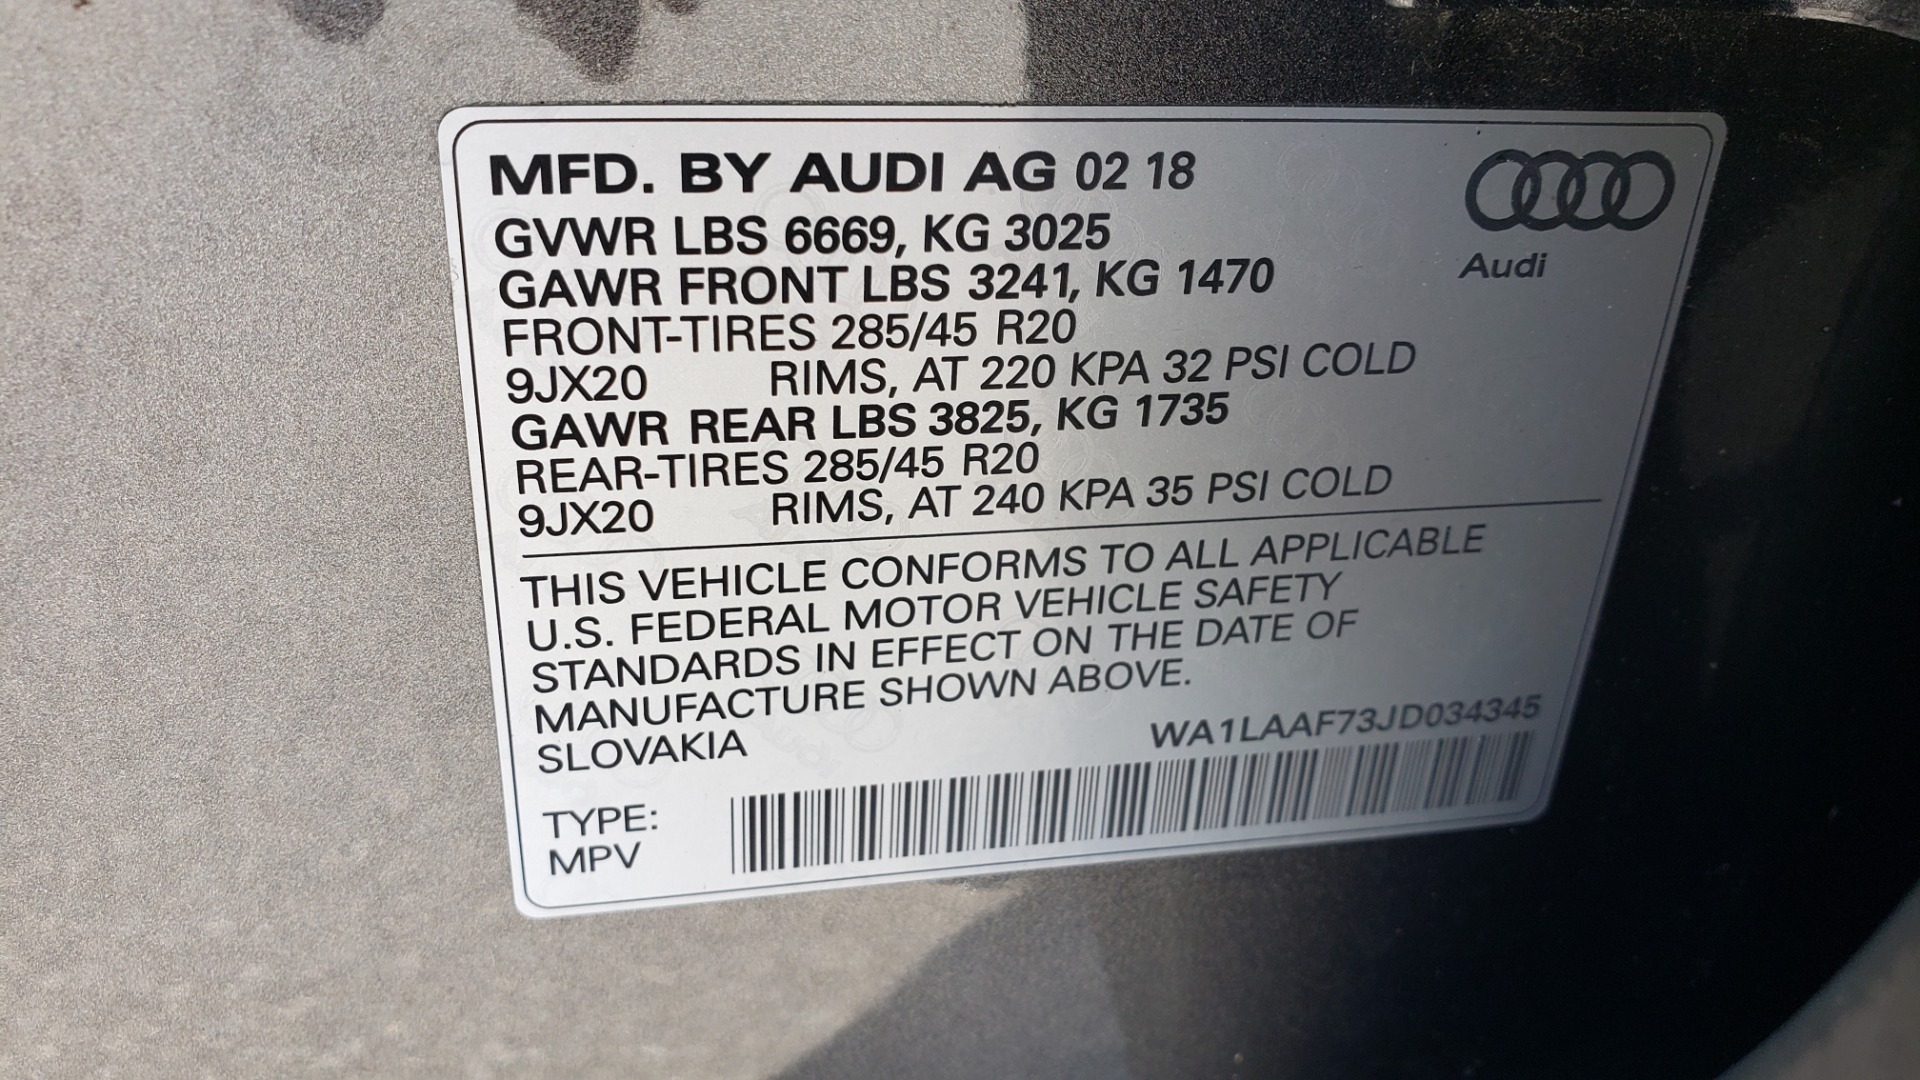 MFD. BY AUDI AG 02 18
GVWR LBS 6669, KG 3025
GAWR FRONT LBS 3241, KG 1470
FRONT-TIRES 285/45 R20
9JX20 RIMS, AT 220 KPA 32 PSI COLD
GAWR REAR LBS 3825, KG 1735
REAR-TIRES 285/45 R20
9JX20 RIMS, AT 240 KPA 35 PSI COLD
Audi
THIS VEHICLE CONFORMS TO ALL APPLICABLE
U.S. FEDERAL MOTOR VEHICLE SAFETY
STANDARDS IN EFFECT ON THE DATE OF
MANUFACTURE SHOWN ABOVE.
SLOVAKIA
WA1LAAF73JD034345
TYPE:
MPV